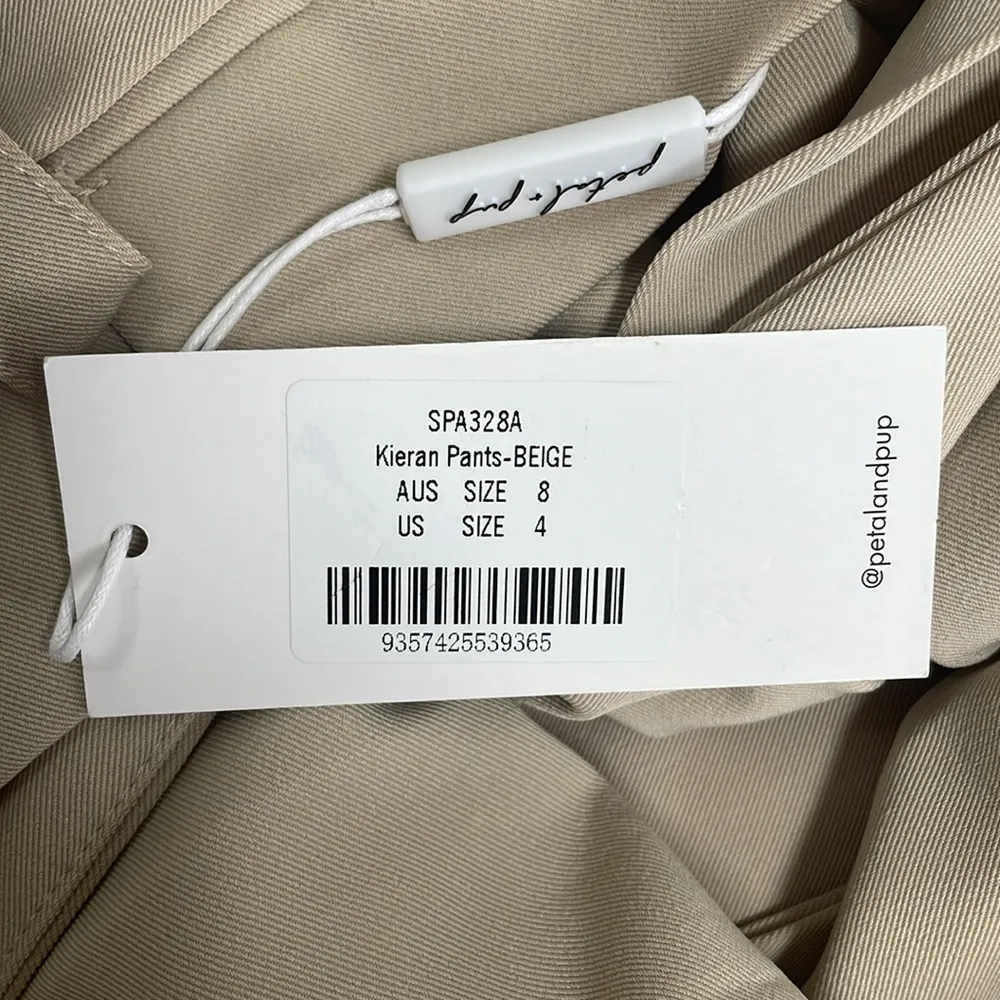 petal + pup
SPA328A
Kieran Pants-BEIGE
AUS SIZE 8
US SIZE 4
9357425539365
@petalandpup